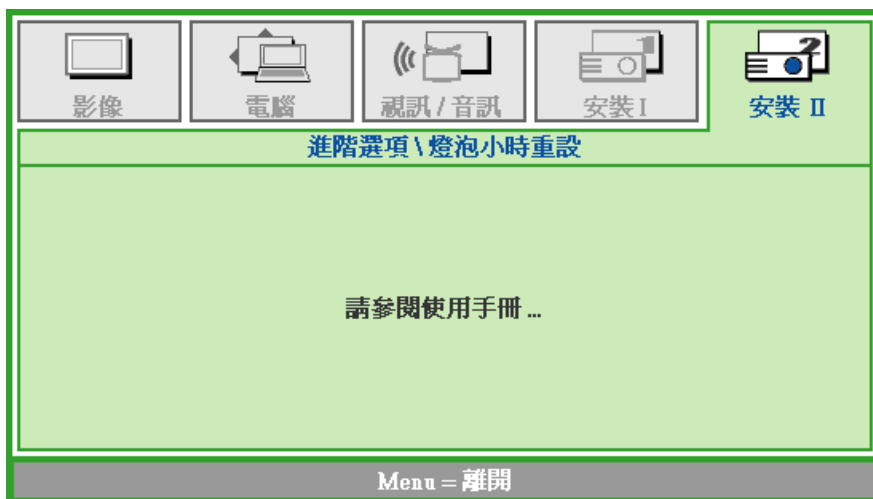 影像
電腦
視訊 / 音訊
安裝 I
2
安裝 II
進階選項 \ 燈泡小時重設
請參閱使用手冊 ...
Menu = 離開